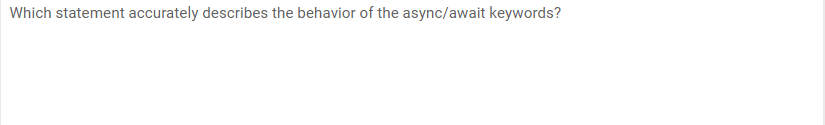 Which statement accurately describes the behavior of the async/await keywords?